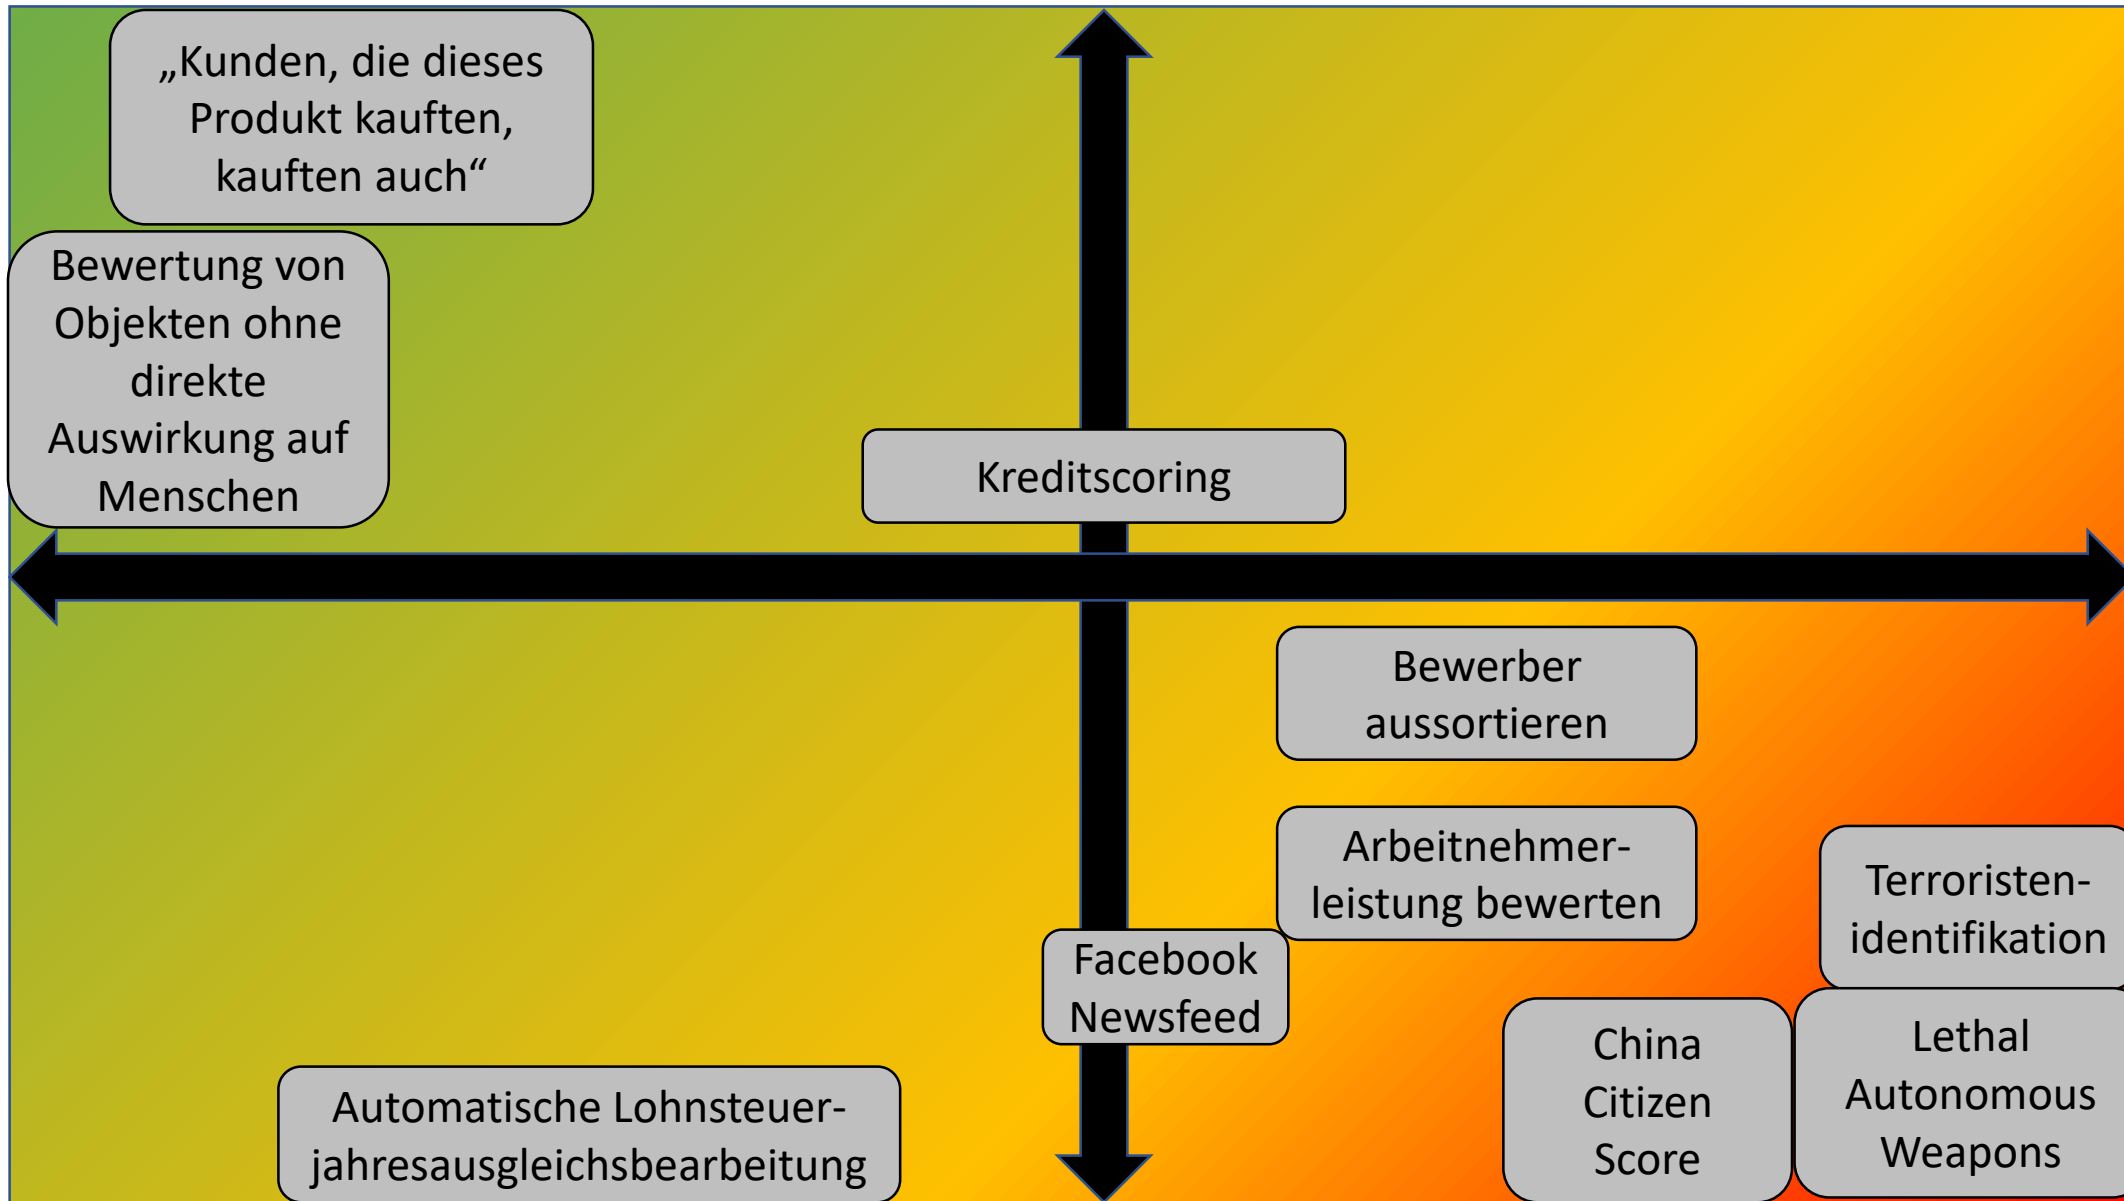 „Kunden, die dieses
Produkt kauften,
kauften auch“
Bewertung von
Objekten ohne
direkte
Auswirkung auf
Menschen
Kreditscoring
Bewerber
aussortieren
Arbeitnehmer-
leistung bewerten
Terroristen-
identifikation
Facebook
Newsfeed
China
Citizen
Score
Lethal
Autonomous
Weapons
Automatische Lohnsteuer-
jahresausgleichsbearbeitung